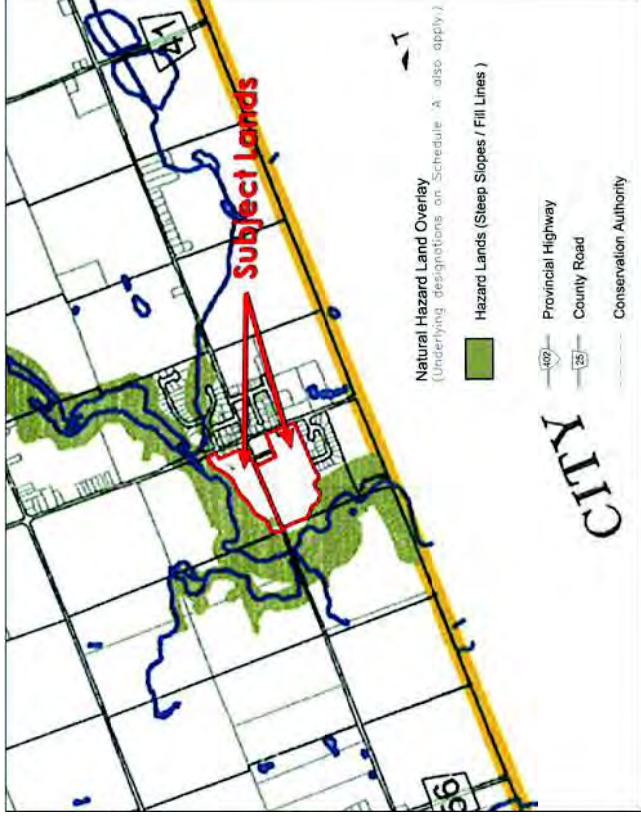 41
Subject Lands
Natural Hazard Land Overlay
(Underlying designations on Schedule A also apply.)
Hazard Lands (Steep Slopes / Fill Lines )
402
Provincial Highway
25
County Road
Conservation Authority
CITY
56